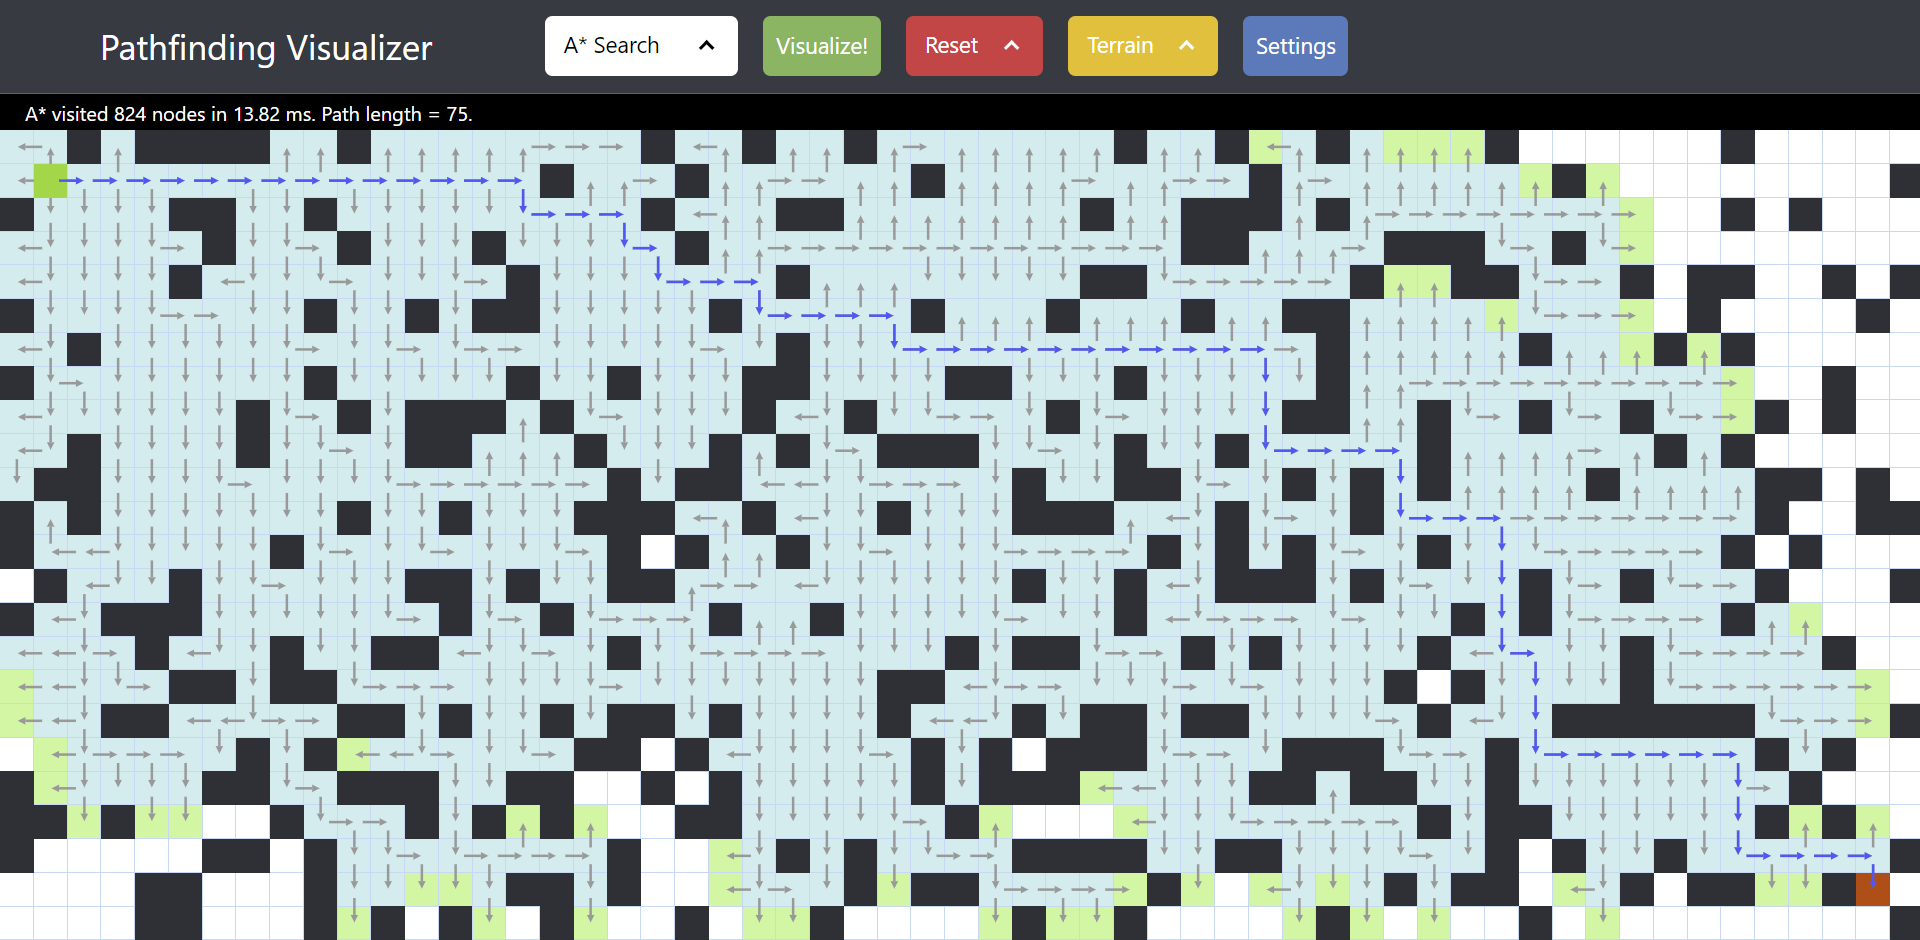 Pathfinding Visualizer
A* Search
Visualize!
Reset
Terrain
Settings
A* visited 824 nodes in 13.82 ms. Path length = 75.